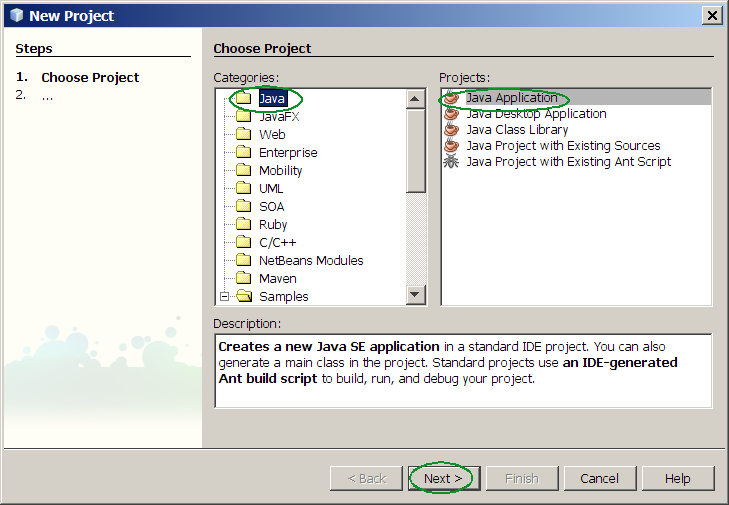 New Project
Steps
1. Choose Project
2. ...
Choose Project
Categories:
Java
JavaFX
Web
Enterprise
Mobility
UML
SOA
Ruby
C/C++
NetBeans Modules
Maven
Samples
Projects:
Java Application
Java Desktop Application
Java Class Library
Java Project with Existing Sources
Java Project with Existing Ant Script
Description:
Creates a new Java SE application in a standard IDE project. You can also
generate a main class in the project. Standard projects use an IDE-generated
Ant build script to build, run, and debug your project.
< Back
Next >
Finish
Cancel
Help